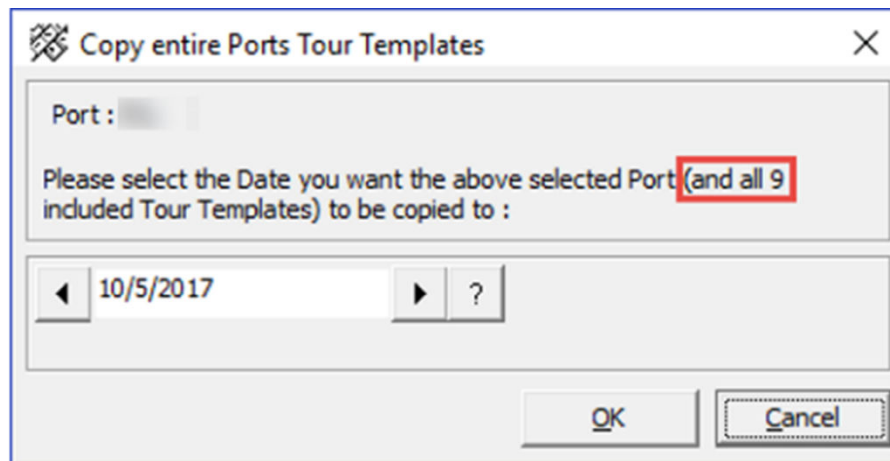 Copy entire Ports Tour Templates
Port :
Please select the Date you want the above selected Port (and all 9
included Tour Templates) to be copied to :
10/5/2017
?
OK
Cancel